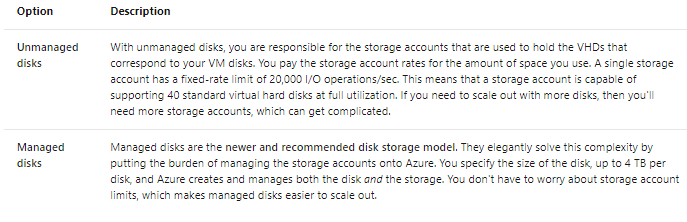 Option Description
Unmanaged disks
With unmanaged disks, you are responsible for the storage accounts that are used to hold the VHDs that
correspond to your VM disks. You pay the storage account rates for the amount of space you use. A single storage
account has a fixed-rate limit of 20,000 I/O operations/sec. This means that a storage account is capable of
supporting 40 standard virtual hard disks at full utilization. If you need to scale out with more disks, then you'll
need more storage accounts, which can get complicated.
Managed disks
Managed disks are the newer and recommended disk storage model. They elegantly solve this complexity by
putting the burden of managing the storage accounts onto Azure. You specify the size of the disk, up to 4 TB per
disk, and Azure creates and manages both the disk and the storage. You don't have to worry about storage account
limits, which makes managed disks easier to scale out.